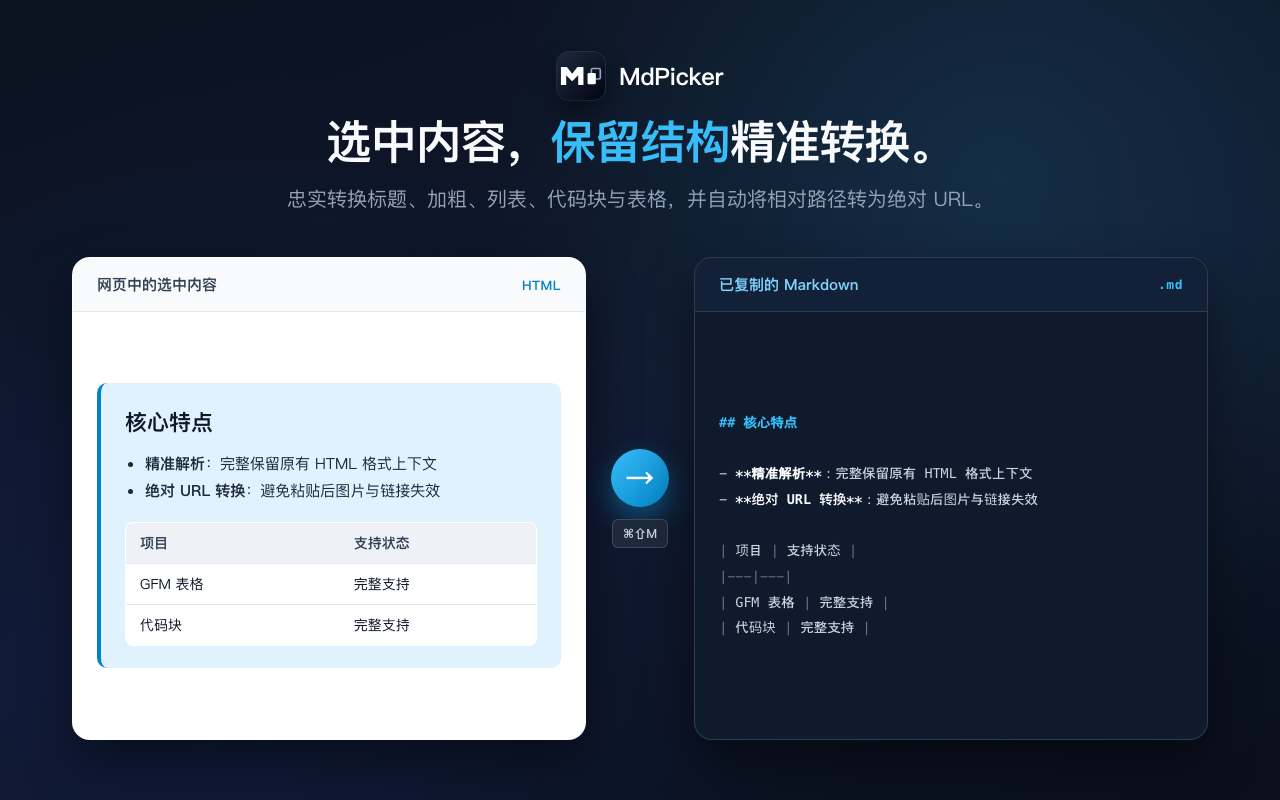 MdPicker
选中内容，保留结构精准转换。
忠实转换标题、加粗、列表、代码块与表格，并自动将相对路径转为绝对 URL。
网页中的选中内容 HTML
核心特点
• 精准解析：完整保留原有 HTML 格式上下文
• 绝对 URL 转换：避免粘贴后图片与链接失效
项目 支持状态
GFM 表格 完整支持
代码块 完整支持
→
⌘⇧M
已复制的 Markdown .md
## 核心特点
- **精准解析**：完整保留原有 HTML 格式上下文
- **绝对 URL 转换**：避免粘贴后图片与链接失效
| 项目 | 支持状态 |
|---|---|
| GFM 表格 | 完整支持 |
| 代码块 | 完整支持 |